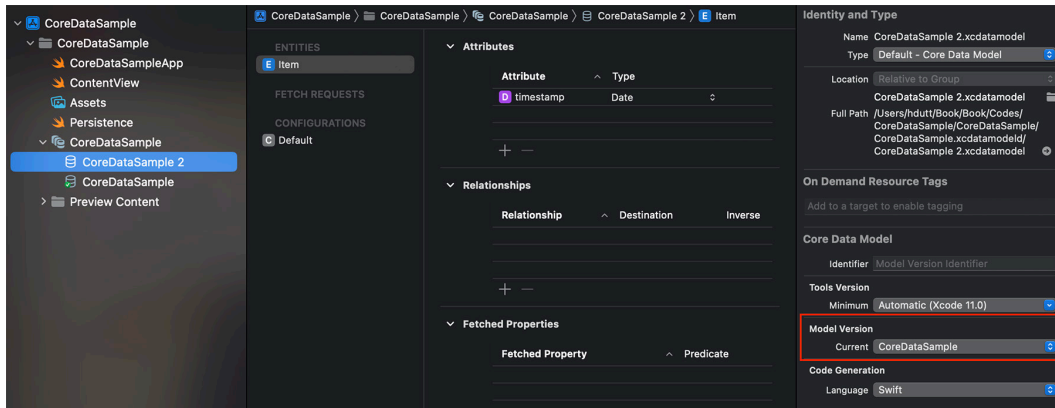 CoreDataSample
CoreDataSample
CoreDataSampleApp
ContentView
Assets
Persistence
CoreDataSample
CoreDataSample 2
CoreDataSample
Preview Content
CoreDataSample 〉 CoreDataSample 〉 CoreDataSample 〉 CoreDataSample 2 〉 E Item
ENTITIES
E Item
FETCH REQUESTS
CONFIGURATIONS
C Default
Attributes
Attribute Type
D timestamp Date
Relationships
Relationship Destination Inverse
Fetched Properties
Fetched Property Predicate
Identity and Type
Name CoreDataSample 2.xcdatamodel
Type Default - Core Data Model
Location Relative to Group
CoreDataSample 2.xcdatamodel
Full Path /Users/hdutt/Book/Book/Codes/
CoreDataSample/CoreDataSample/
CoreDataSample.xcdatamodeld/
CoreDataSample 2.xcdatamodel
On Demand Resource Tags
Add to a target to enable tagging
Core Data Model
Identifier Model Version Identifier
Tools Version
Minimum Automatic (Xcode 11.0)
Model Version
Current CoreDataSample
Code Generation
Language Swift